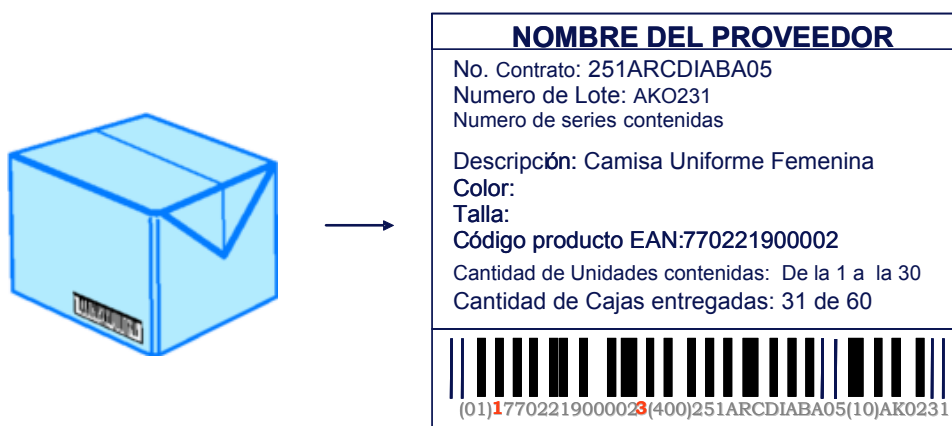 NOMBRE DEL PROVEEDOR
No. Contrato: 251ARCDIABA05
Numero de Lote: AKO231
Numero de series contenidas
Descripción: Camisa Uniforme Femenina
Color:
Talla:
Código producto EAN:770221900002
Cantidad de Unidades contenidas: De la 1 a la 30
Cantidad de Cajas entregadas: 31 de 60
(01)17702219000023(400)251ARCDIABA05(10)AK0231